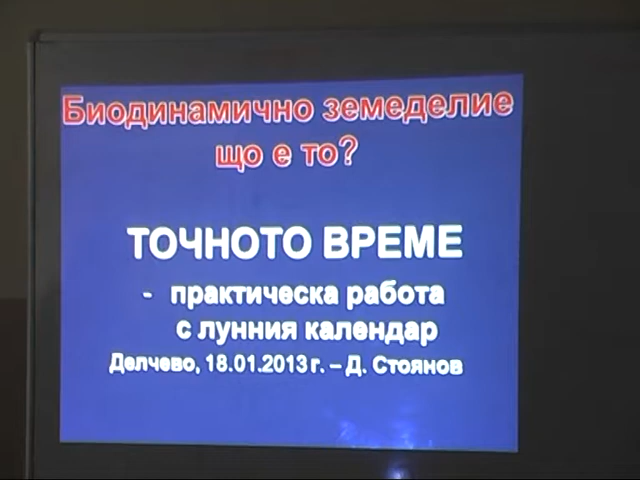 Биодинамично земеделие
що е то?
ТОЧНОТО ВРЕМЕ
- практическа работа
с лунния календар
Делчево, 18.01.2013 г. – Д. Стоянов